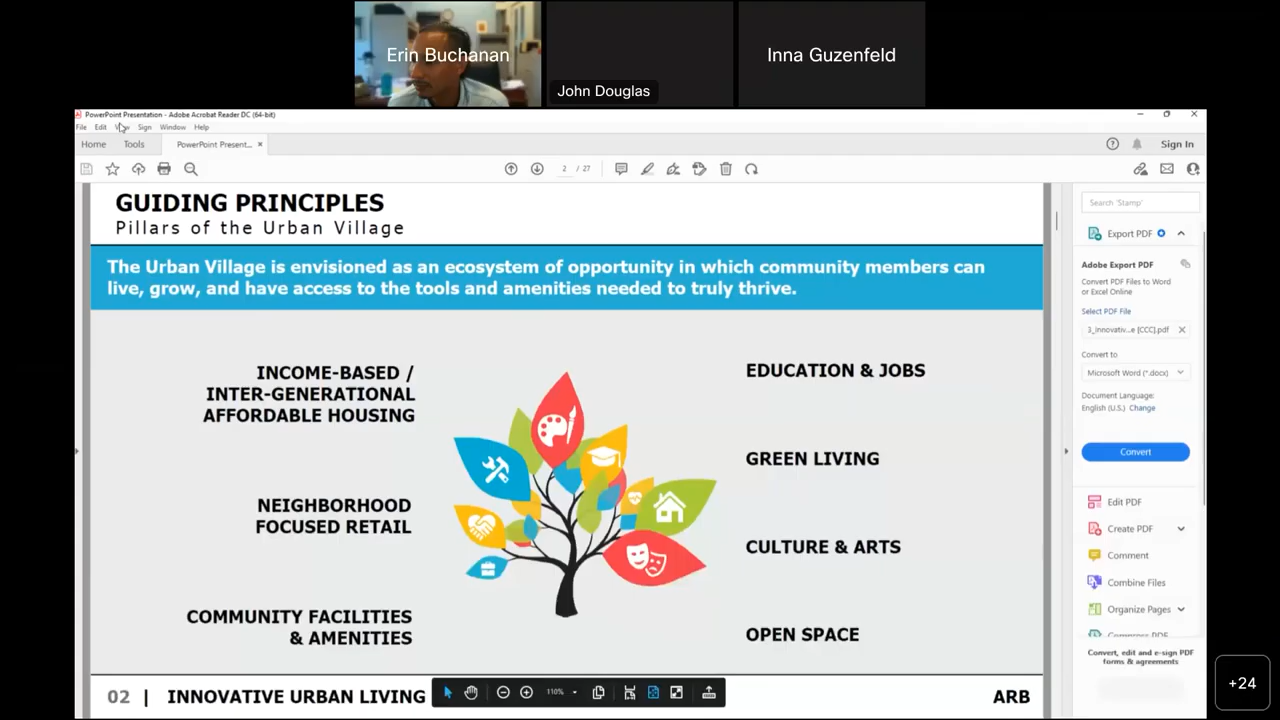 Erin Buchanan
John Douglas
Inna Guzenfeld
PowerPoint Presentation - Adobe Acrobat Reader DC (64-bit)
File Edit View Sign Window Help
Home Tools PowerPoint Present... ×
Sign In
2 / 27
GUIDING PRINCIPLES
Pillars of the Urban Village
The Urban Village is envisioned as an ecosystem of opportunity in which community members can
live, grow, and have access to the tools and amenities needed to truly thrive.
INCOME-BASED /
INTER-GENERATIONAL
AFFORDABLE HOUSING
NEIGHBORHOOD
FOCUSED RETAIL
COMMUNITY FACILITIES
& AMENITIES
EDUCATION & JOBS
GREEN LIVING
CULTURE & ARTS
OPEN SPACE
02 | INNOVATIVE URBAN LIVING
110%
ARB
Search 'Stamp'
Export PDF
Adobe Export PDF
Convert PDF Files to Word
or Excel Online
Select PDF File
3_Innovativ...e [CCC].pdf
Convert to
Microsoft Word (*.docx)
Document Language:
English (U.S.) Change
Convert
Edit PDF
Create PDF
Comment
Combine Files
Organize Pages
Compress PDF
Convert, edit and e-sign PDF
forms & agreements
+24